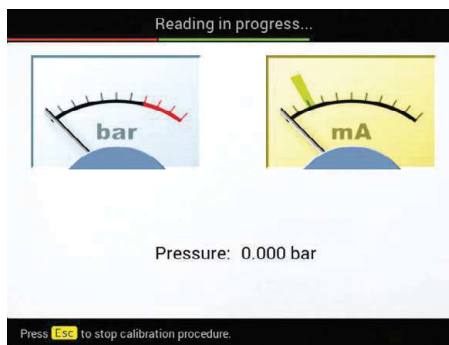 Reading in progress...
bar
mA
Pressure: 0.000 bar
Press Esc to stop calibration procedure.